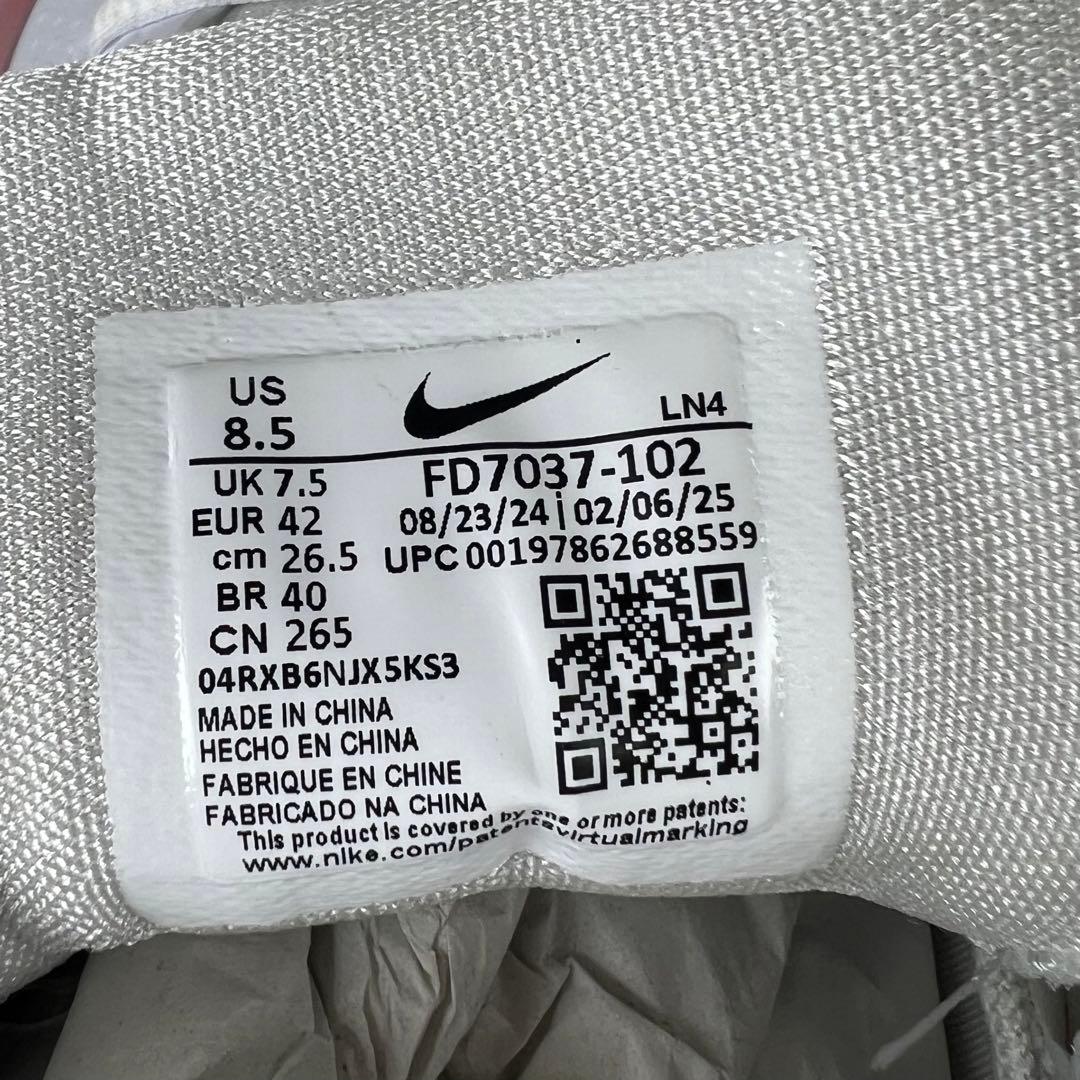 US
8.5
LN4
UK 7.5
EUR 42
cm 26.5
BR 40
CN 265
FD7037-102
08/23/24 | 02/06/25
UPC 00197862688559
04RXB6NJX5KS3
MADE IN CHINA
HECHO EN CHINA
FABRIQUE EN CHINE
FABRICADO NA CHINA
This product is covered by one or more patents:
www.nike.com/patentsvirtualmarking